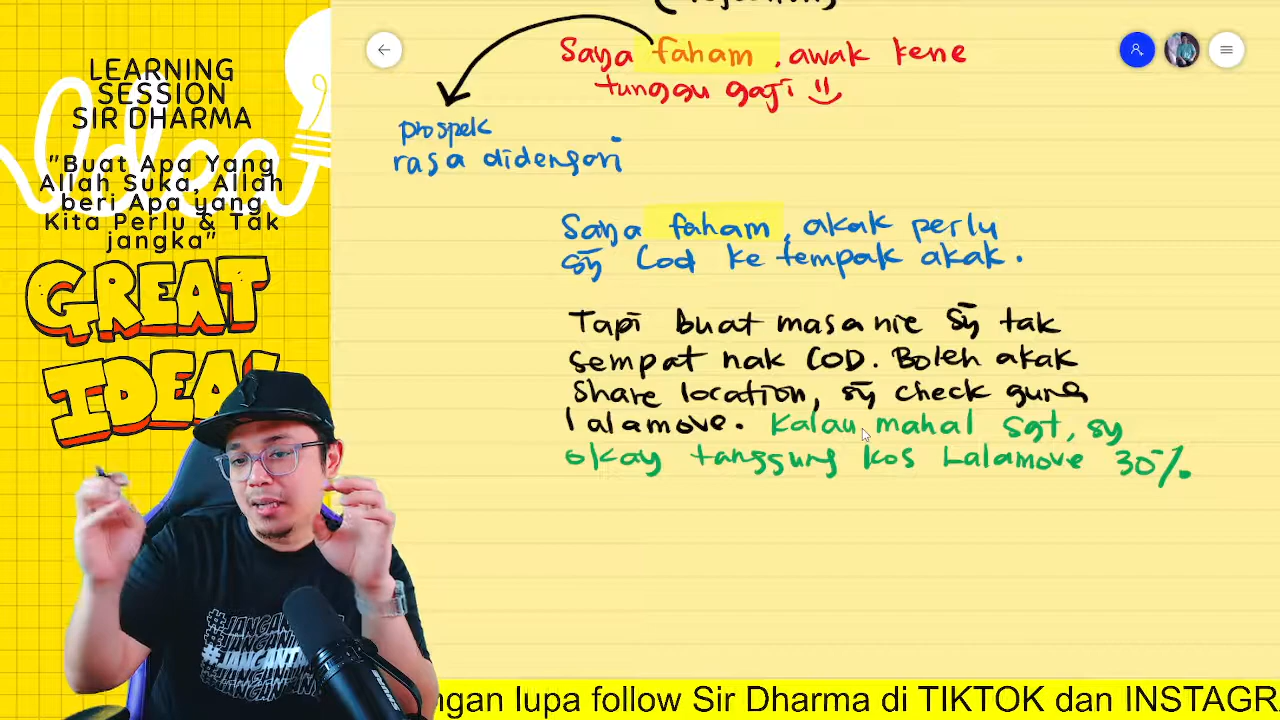 LEARNING
SESSION
SIR DHARMA
"Buat Apa Yang
Allah Suka, Allah
beri Apa yang
Kita Perlu & Tak
jangka"
GREAT
IDEA
#JANGANTA
Saya faham, awak kene
tunggu gaji
prospek
rasa didengari
Saya faham, akak perlu
sy Cod ke tempak akak.
Tapi buat masa nie sy tak
sempat nak COD. Boleh akak
Share location, sy check guna
lalamove. Kalau mahal sgt, sy
okay tanggung kos Lalamove 30%
ngan lupa follow Sir Dharma di TIKTOK dan INSTAGR